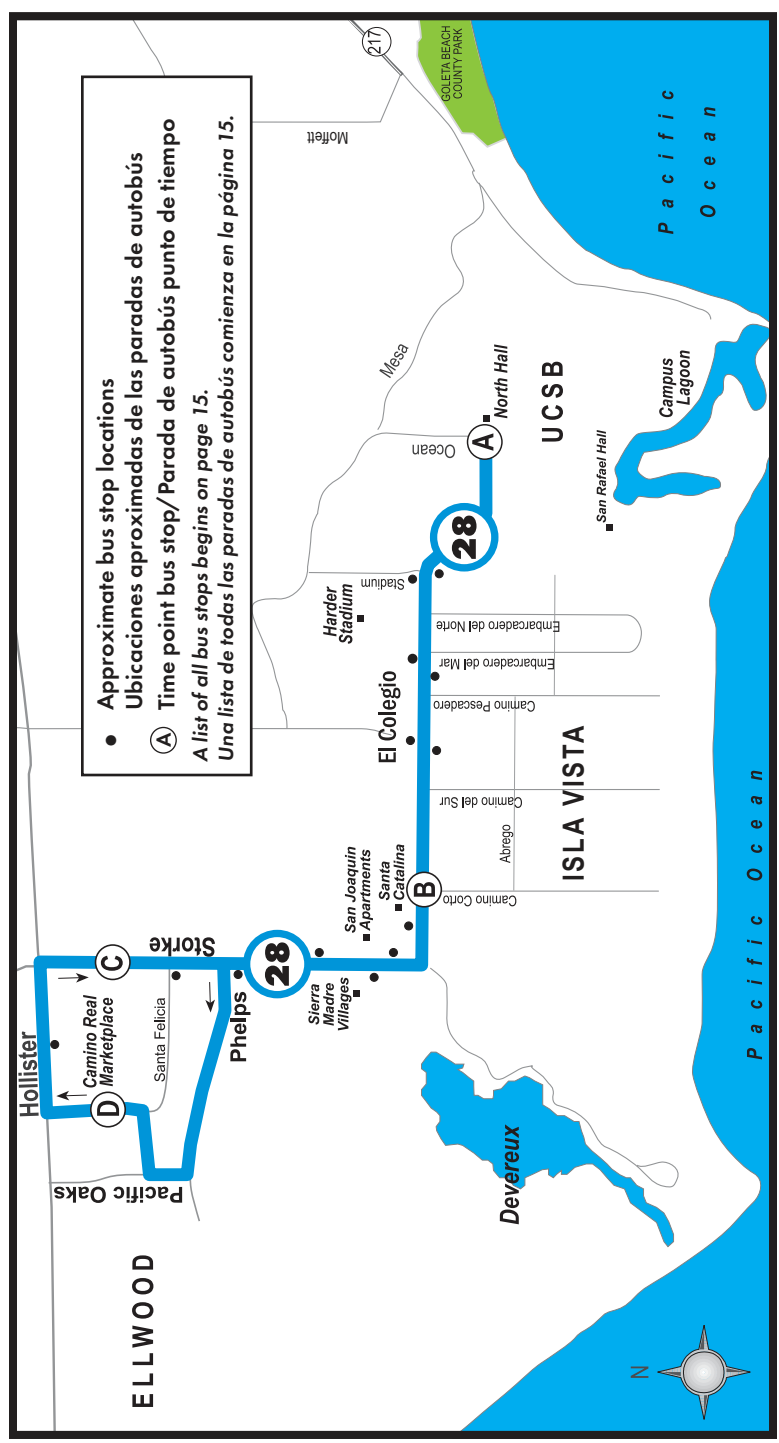 Approximate bus stop locations
Ubicaciones aproximadas de las paradas de autobús
A Time point bus stop/Parada de autobús punto de tiempo
A list of all bus stops begins on page 15.
Una lista de todas las paradas de autobús comienza en la página 15.
217
GOLETA BEACH
COUNTY PARK
Moffett
Pacific
Ocean
Mesa
Ocean
A
North Hall
UCSB
Campus
Lagoon
San Rafael Hall
28
Stadium
Harder
Stadium
Embarcadero del Norte
Embarcadero del Mar
El Colegio
Camino Pescadero
Camino del Sur
ISLA VISTA
Abrego
Camino Corto
B
Santa
Catalina
San Joaquin
Apartments
Sierra
Madre
Villages
28
Storke
C
Phelps
Santa Felicia
Camino Real
Marketplace
Hollister
D
Pacific Oaks
ELLWOOD
Devereux
Pacific Ocean
N